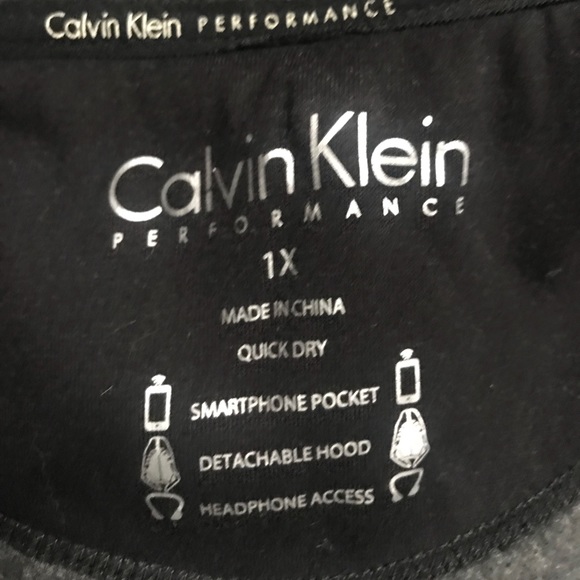 Calvin Klein PERFORMANCE
Calvin Klein
PERFORMANCE
1X
MADE IN CHINA
QUICK DRY
SMARTPHONE POCKET
DETACHABLE HOOD
HEADPHONE ACCESS